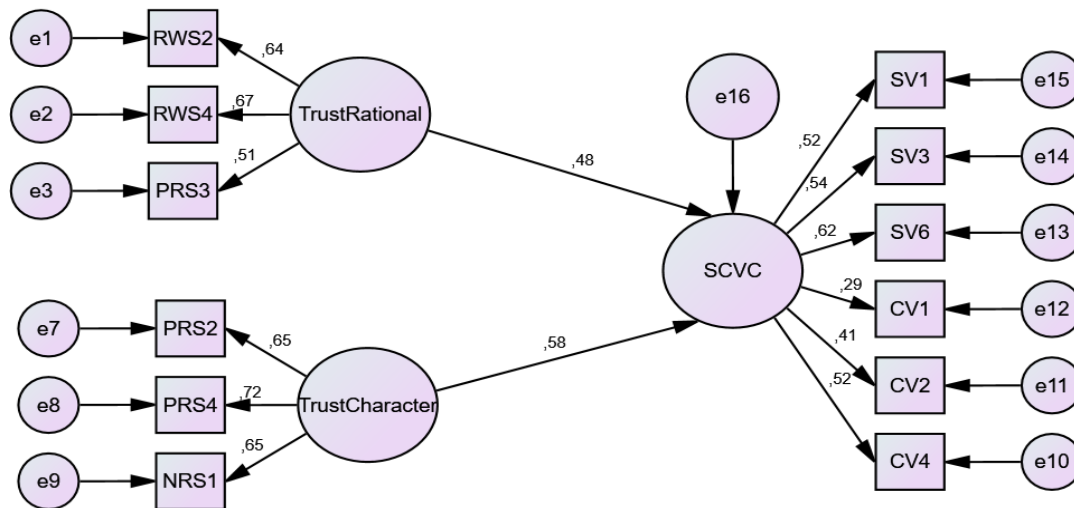 e1
RWS2
,64
e2
RWS4
,67
TrustRational
e3
PRS3
,51
,48
e16
e7
PRS2
,65
e8
PRS4
,72
TrustCharacter
e9
NRS1
,65
,58
SCVC
,52
SV1
e15
,54
SV3
e14
,62
SV6
e13
,29
CV1
e12
,41
CV2
e11
,52
CV4
e10